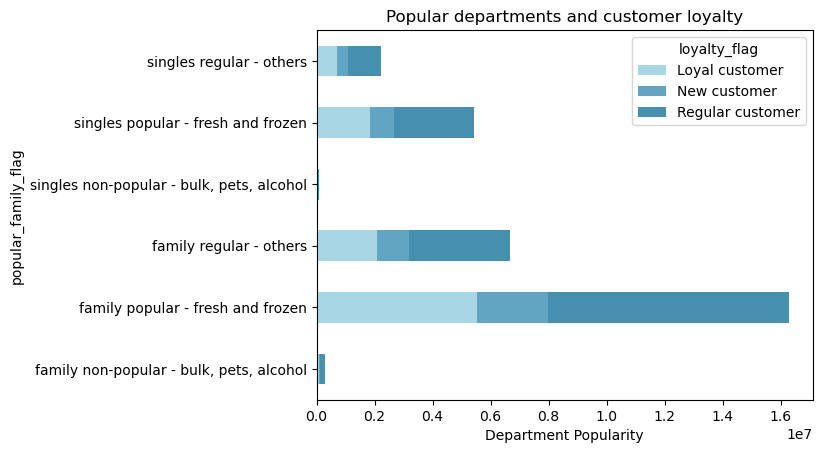 Popular departments and customer loyalty
loyalty_flag
Loyal customer
New customer
Regular customer
popular_family_flag
singles regular - others
singles popular - fresh and frozen
singles non-popular - bulk, pets, alcohol
family regular - others
family popular - fresh and frozen
family non-popular - bulk, pets, alcohol
0.0 0.2 0.4 0.6 0.8 1.0 1.2 1.4 1.6
1e7
Department Popularity